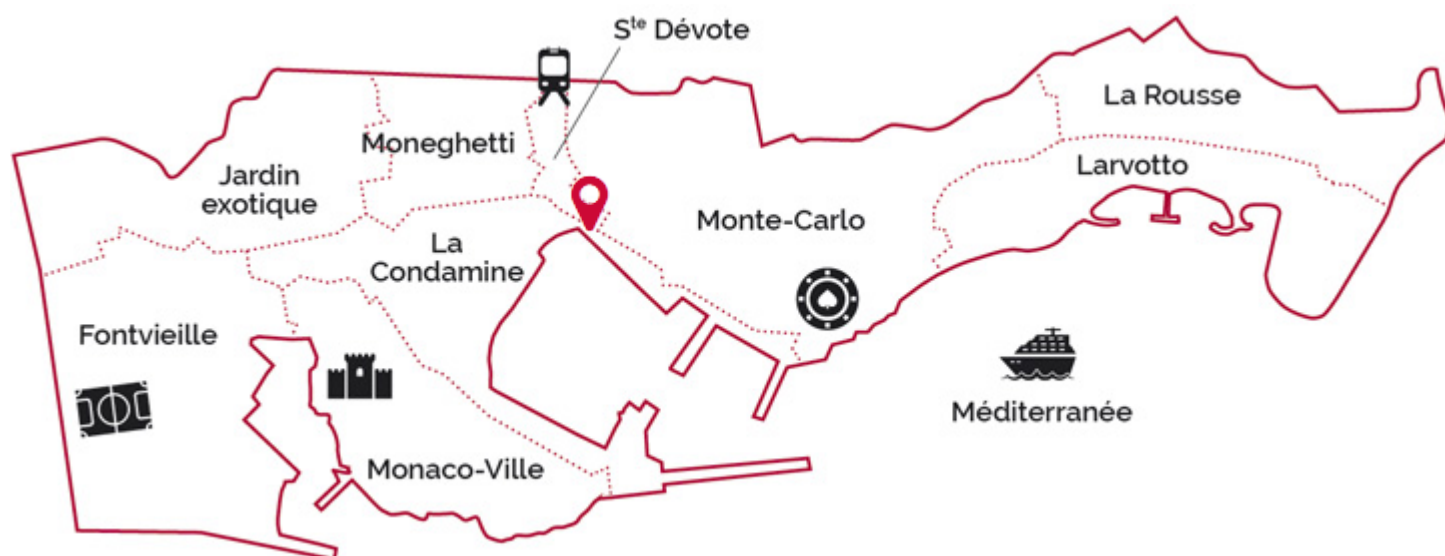 Sᵗᵉ Dévote
La Rousse
Moneghetti
Larvotto
Jardin
exotique
Monte-Carlo
La
Condamine
Fontvieille
Méditerranée
Monaco-Ville